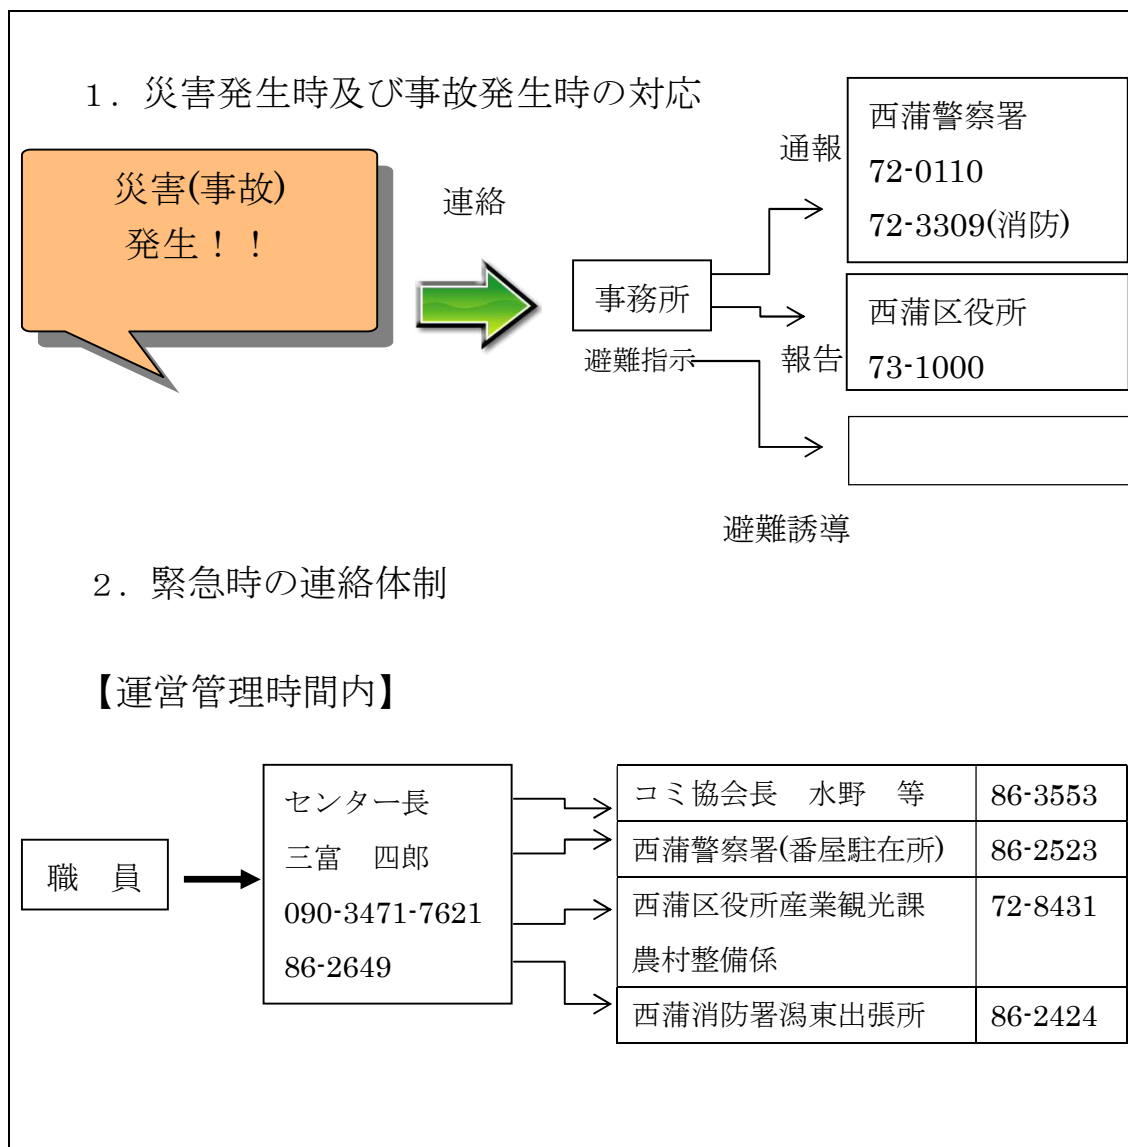 １．災害発生時及び事故発生時の対応
災害(事故)
発生！！
連絡
事務所
避難指示
通報
西蒲警察署
72-0110
72-3309(消防)
報告
西蒲区役所
73-1000
避難誘導
２．緊急時の連絡体制
【運営管理時間内】
職　員
センター長
三富　四郎
090-3471-7621
86-2649
コミ協会長　水野　等　86-3553
西蒲警察署(番屋駐在所)　86-2523
西蒲区役所産業観光課　72-8431
農村整備係
西蒲消防署潟東出張所　86-2424